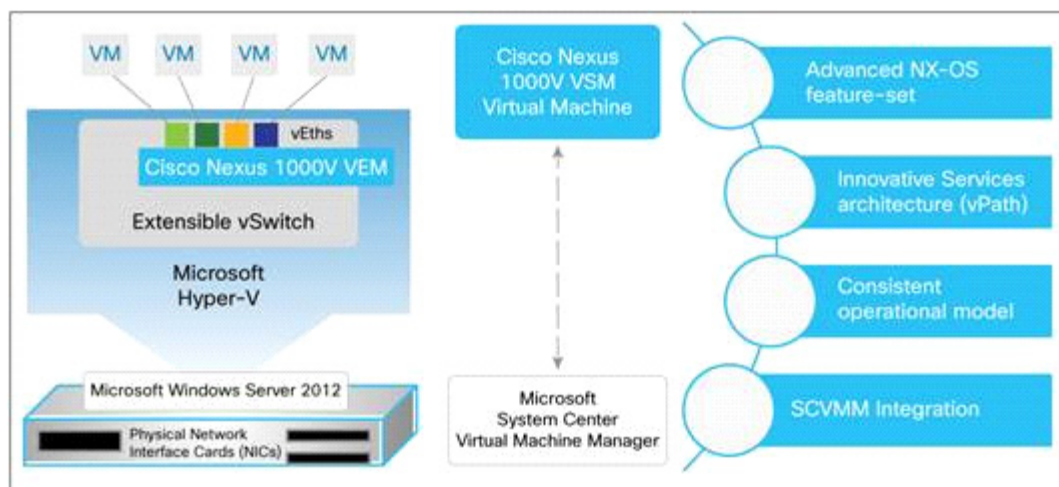 VM
VM
VM
VM
vEths
Cisco Nexus 1000V VEM
Extensible vSwitch
Microsoft
Hyper-V
Microsoft Windows Server 2012
Physical Network
Interface Cards (NICs)
Cisco Nexus
1000V VSM
Virtual Machine
Microsoft
System Center
Virtual Machine Manager
Advanced NX-OS
feature-set
Innovative Services
architecture (vPath)
Consistent
operational model
SCVMM Integration